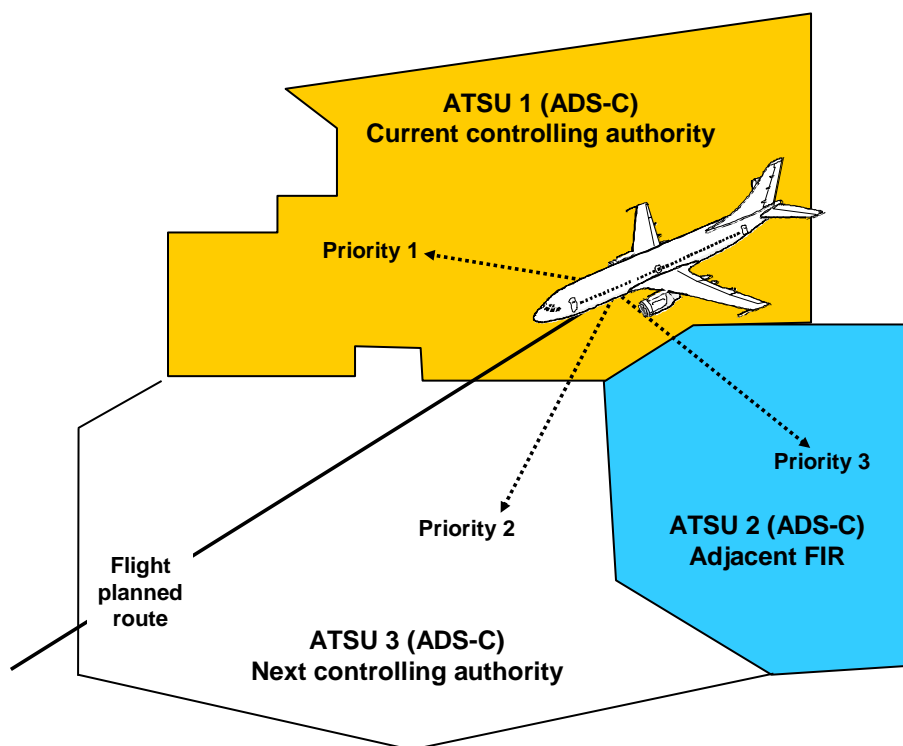 ATSU 1 (ADS-C)
Current controlling authority
Priority 1
Priority 3
Priority 2
ATSU 2 (ADS-C)
Adjacent FIR
Flight
planned
route
ATSU 3 (ADS-C)
Next controlling authority